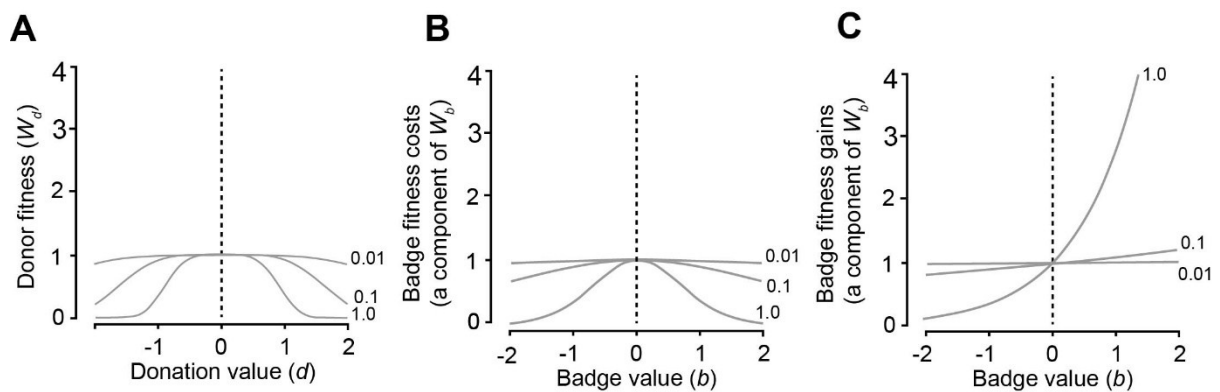 A
Donor fitness (Wd)
4
3
2
1
0
0.01
0.1
1.0
-1 0 1 2
Donation value (d)
B
Badge fitness costs
(a component of Wb)
4
3
2
1
0
0.01
0.1
1.0
-2 -1 0 1 2
Badge value (b)
C
Badge fitness gains
(a component of Wb)
4
3
2
1
0
1.0
0.1
0.01
-2 -1 0 1 2
Badge value (b)